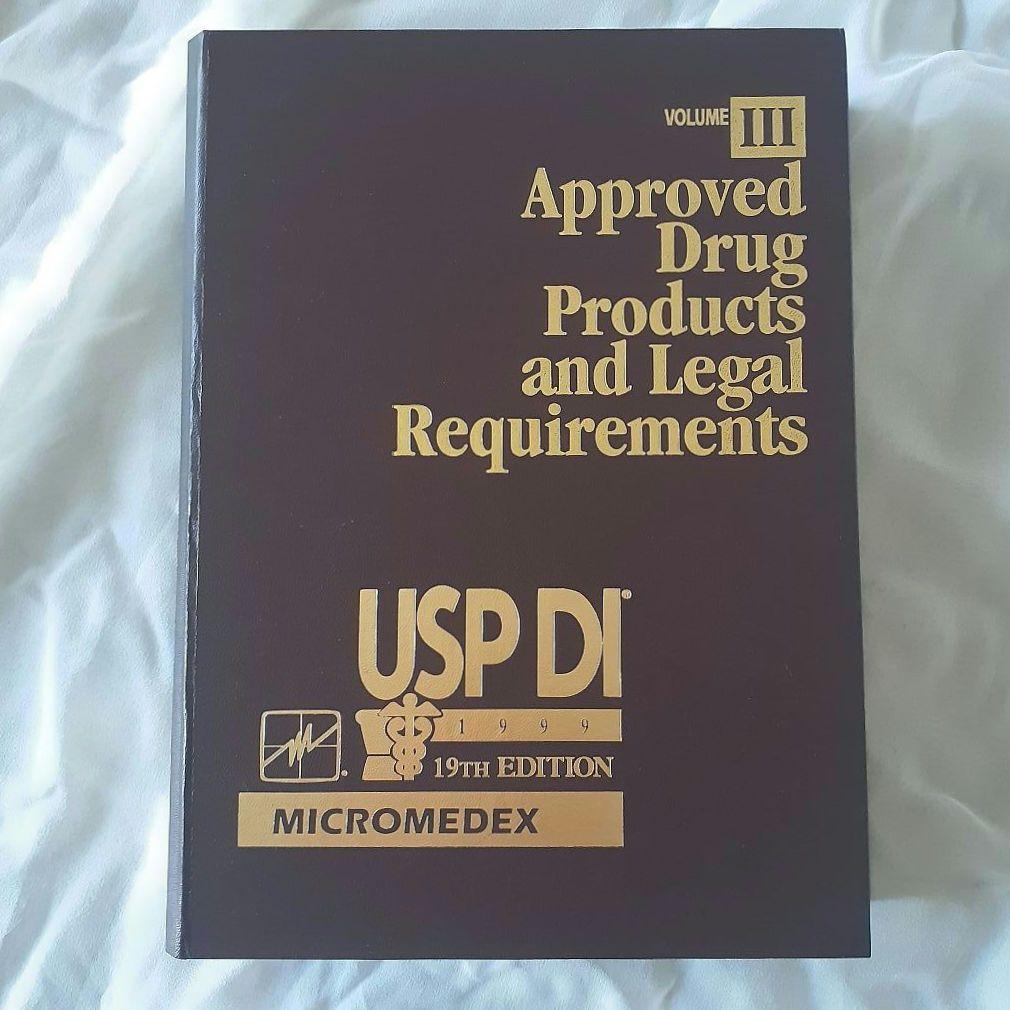 VOLUME III
Approved
Drug
Products
and Legal
Requirements
USP DI®
1999
19TH EDITION
MICROMEDEX